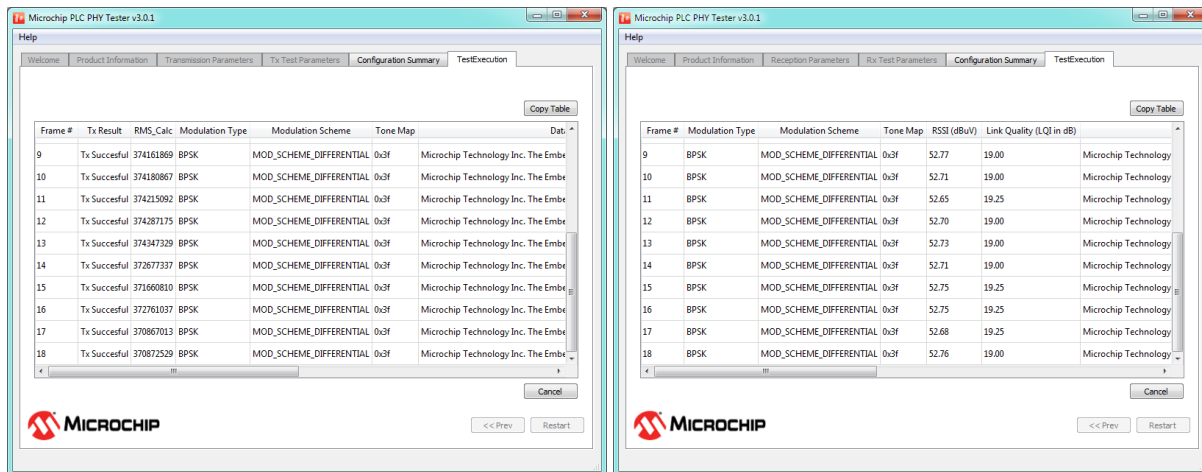 Microchip PLC PHY Tester v3.0.1
Help
Welcome Product Information Transmission Parameters Tx Test Parameters Configuration Summary TestExecution
Copy Table
Frame # Tx Result RMS_Calc Modulation Type Modulation Scheme Tone Map Data
9 Tx Succesful 374161869 BPSK MOD_SCHEME_DIFFERENTIAL 0x3f Microchip Technology Inc. The Embe
10 Tx Succesful 374180867 BPSK MOD_SCHEME_DIFFERENTIAL 0x3f Microchip Technology Inc. The Embe
11 Tx Succesful 374215092 BPSK MOD_SCHEME_DIFFERENTIAL 0x3f Microchip Technology Inc. The Embe
12 Tx Succesful 374287175 BPSK MOD_SCHEME_DIFFERENTIAL 0x3f Microchip Technology Inc. The Embe
13 Tx Succesful 374347329 BPSK MOD_SCHEME_DIFFERENTIAL 0x3f Microchip Technology Inc. The Embe
14 Tx Succesful 372677337 BPSK MOD_SCHEME_DIFFERENTIAL 0x3f Microchip Technology Inc. The Embe
15 Tx Succesful 371660810 BPSK MOD_SCHEME_DIFFERENTIAL 0x3f Microchip Technology Inc. The Embe
16 Tx Succesful 372761037 BPSK MOD_SCHEME_DIFFERENTIAL 0x3f Microchip Technology Inc. The Embe
17 Tx Succesful 370867013 BPSK MOD_SCHEME_DIFFERENTIAL 0x3f Microchip Technology Inc. The Embe
18 Tx Succesful 370872529 BPSK MOD_SCHEME_DIFFERENTIAL 0x3f Microchip Technology Inc. The Embe
Cancel
MICROCHIP
<< Prev Restart
Microchip PLC PHY Tester v3.0.1
Help
Welcome Product Information Reception Parameters Rx Test Parameters Configuration Summary TestExecution
Copy Table
Frame # Modulation Type Modulation Scheme Tone Map RSSI (dBuV) Link Quality (LQI in dB)
9 BPSK MOD_SCHEME_DIFFERENTIAL 0x3f 52.77 19.00 Microchip Technology
10 BPSK MOD_SCHEME_DIFFERENTIAL 0x3f 52.71 19.00 Microchip Technology
11 BPSK MOD_SCHEME_DIFFERENTIAL 0x3f 52.65 19.25 Microchip Technology
12 BPSK MOD_SCHEME_DIFFERENTIAL 0x3f 52.70 19.00 Microchip Technology
13 BPSK MOD_SCHEME_DIFFERENTIAL 0x3f 52.73 19.00 Microchip Technology
14 BPSK MOD_SCHEME_DIFFERENTIAL 0x3f 52.71 19.00 Microchip Technology
15 BPSK MOD_SCHEME_DIFFERENTIAL 0x3f 52.75 19.25 Microchip Technology
16 BPSK MOD_SCHEME_DIFFERENTIAL 0x3f 52.75 19.25 Microchip Technology
17 BPSK MOD_SCHEME_DIFFERENTIAL 0x3f 52.68 19.25 Microchip Technology
18 BPSK MOD_SCHEME_DIFFERENTIAL 0x3f 52.76 19.00 Microchip Technology
Cancel
MICROCHIP
<< Prev Restart